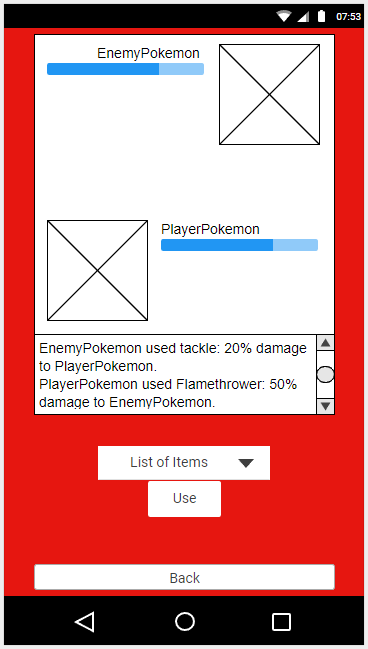 07:53
EnemyPokemon
PlayerPokemon
EnemyPokemon used tackle: 20% damage
to PlayerPokemon.
PlayerPokemon used Flamethrower: 50%
damage to EnemyPokemon.
List of Items
Use
Back